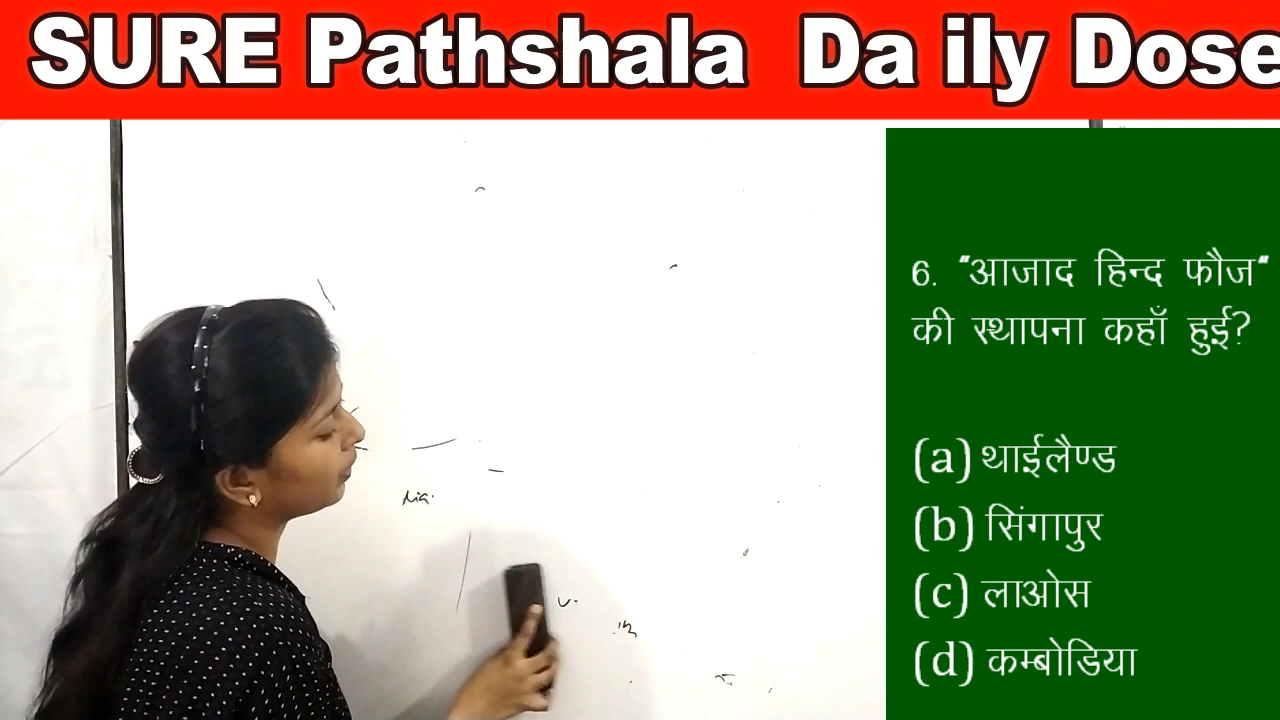 SURE Pathshala Da ily Dose
6. "आजाद हिन्द फौज"
की स्थापना कहाँ हुई?
(a) थाईलैण्ड
(b) सिंगापुर
(c) लाओस
(d) कम्बोडिया